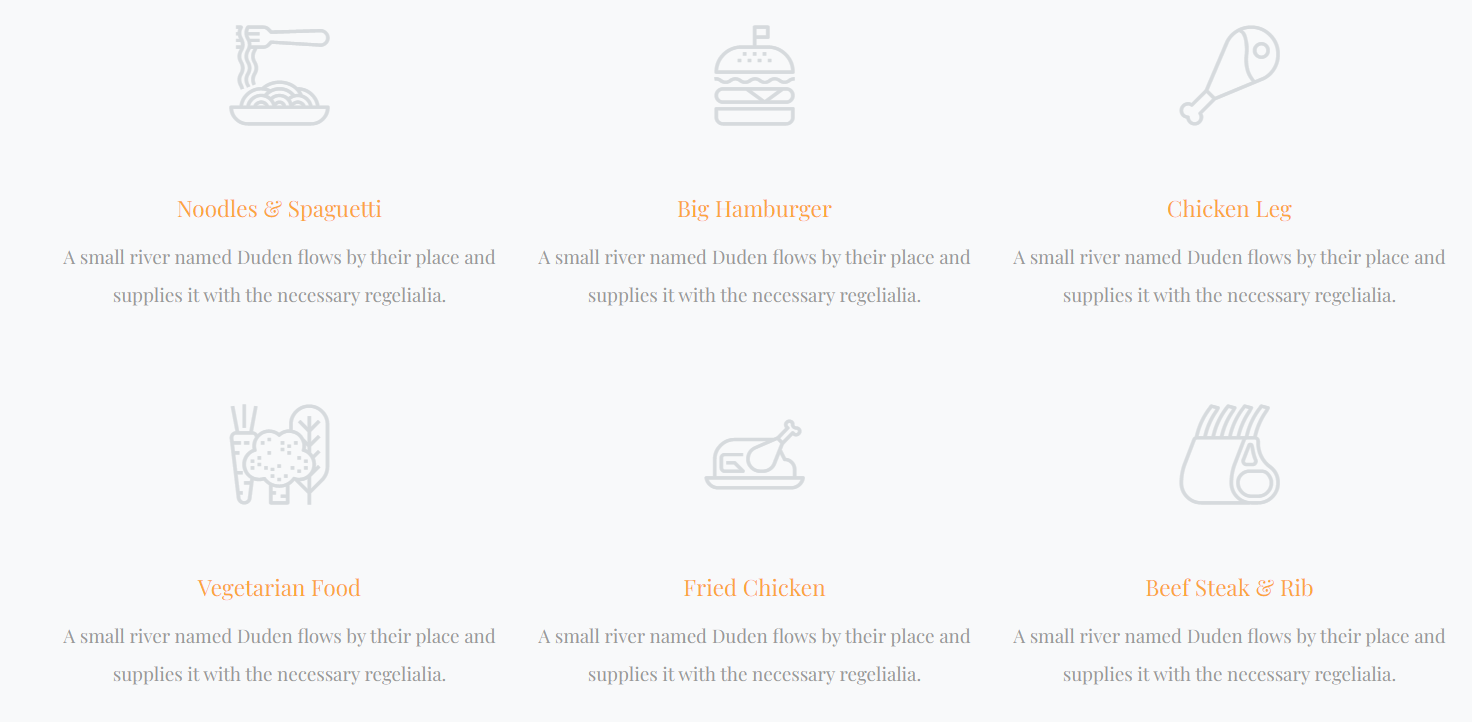 Noodles & Spaguetti
A small river named Duden flows by their place and
supplies it with the necessary regelialia.
Big Hamburger
A small river named Duden flows by their place and
supplies it with the necessary regelialia.
Chicken Leg
A small river named Duden flows by their place and
supplies it with the necessary regelialia.
Vegetarian Food
A small river named Duden flows by their place and
supplies it with the necessary regelialia.
Fried Chicken
A small river named Duden flows by their place and
supplies it with the necessary regelialia.
Beef Steak & Rib
A small river named Duden flows by their place and
supplies it with the necessary regelialia.